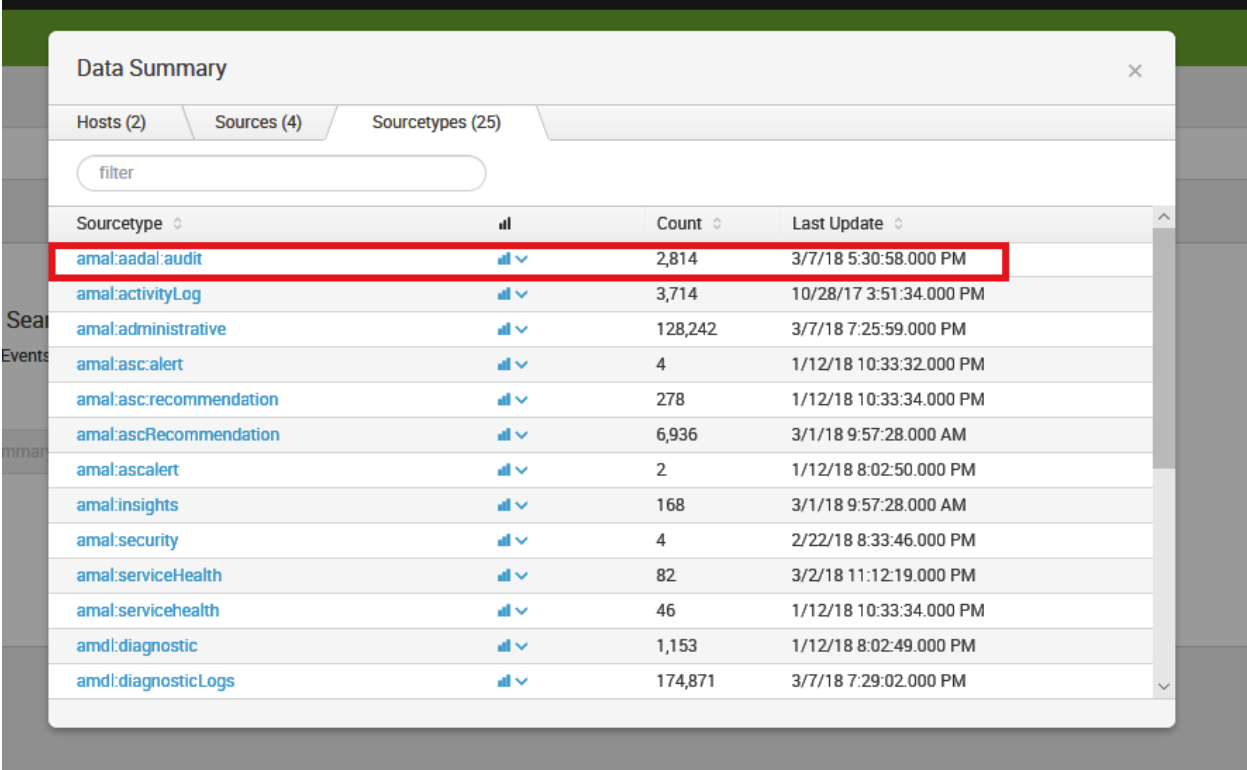 Data Summary ×
Hosts (2) Sources (4) Sourcetypes (25)
filter
Sourcetype Count Last Update
amal:aadal:audit 2,814 3/7/18 5:30:58.000 PM
amal:activityLog 3,714 10/28/17 3:51:34.000 PM
Sear
amal:administrative 128,242 3/7/18 7:25:59.000 PM
Events
amal:asc:alert 4 1/12/18 10:33:32.000 PM
amal:asc:recommendation 278 1/12/18 10:33:34.000 PM
amal:ascRecommendation 6,936 3/1/18 9:57:28.000 AM
mmar
amal:ascalert 2 1/12/18 8:02:50.000 PM
amal:insights 168 3/1/18 9:57:28.000 AM
amal:security 4 2/22/18 8:33:46.000 PM
amal:serviceHealth 82 3/2/18 11:12:19.000 PM
amal:servicehealth 46 1/12/18 10:33:34.000 PM
amdl:diagnostic 1,153 1/12/18 8:02:49.000 PM
amdl:diagnosticLogs 174,871 3/7/18 7:29:02.000 PM